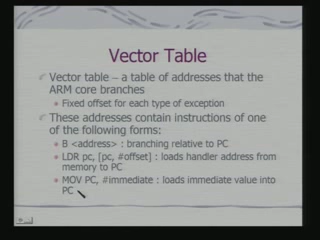 Vector Table
Vector table – a table of addresses that the
ARM core branches
Fixed offset for each type of exception
These addresses contain instructions of one
of the following forms:
B <address> : branching relative to PC
LDR pc, [pc, #offset] : loads handler address from
memory to PC
MOV PC, #immediate : loads immediate value into
PC